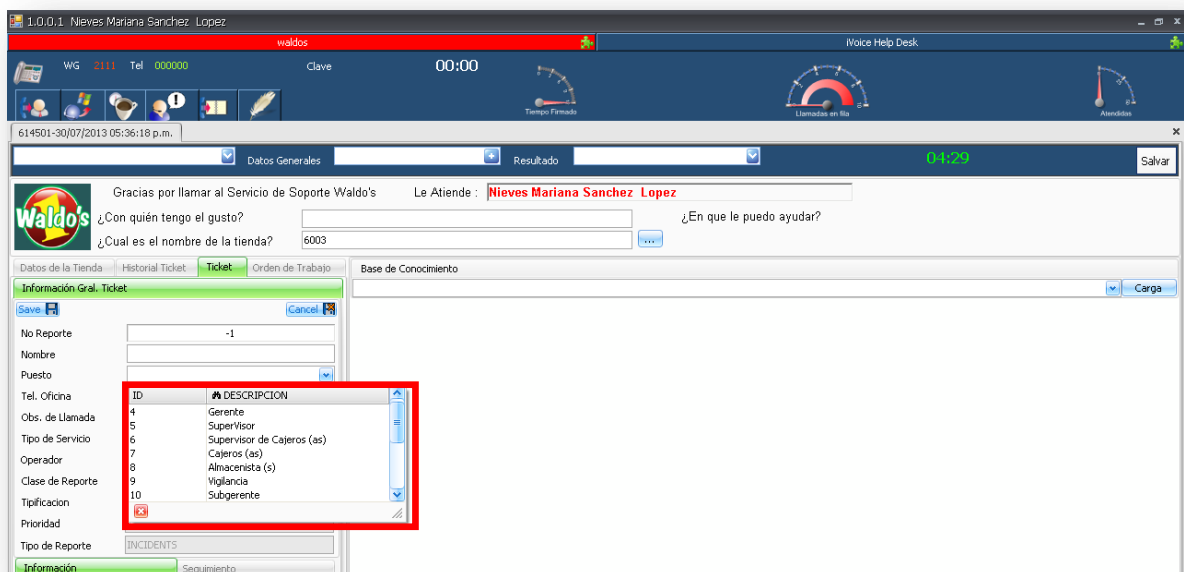 1.0.0.1 Nieves Mariana Sanchez Lopez
waldos
iVoice Help Desk
WG 2111 Tel 000000 Clave 00:00
Tiempo Firmado
Llamadas en fila
Atendidas
614501-30/07/2013 05:36:18 p.m.
Datos Generales Resultado 04:29 Salvar
Waldo's
Gracias por llamar al Servicio de Soporte Waldo's Le Atiende : Nieves Mariana Sanchez Lopez
¿Con quién tengo el gusto? ¿En que le puedo ayudar?
¿Cual es el nombre de la tienda? 6003 ...
Datos de la Tienda Historial Ticket Ticket Orden de Trabajo
Base de Conocimiento
Información Gral. Ticket
Carga
Save Cancel
No Reporte -1
Nombre
Puesto
Tel. Oficina
Obs. de Llamada
Tipo de Servicio
Operador
Clase de Reporte
Tipificacion
Prioridad
Tipo de Reporte INCIDENTS
ID DESCRIPCION
4 Gerente
5 SuperVisor
6 Supervisor de Cajeros (as)
7 Cajeros (as)
8 Almacenista (s)
9 Vigilancia
10 Subgerente
Información Seguimiento